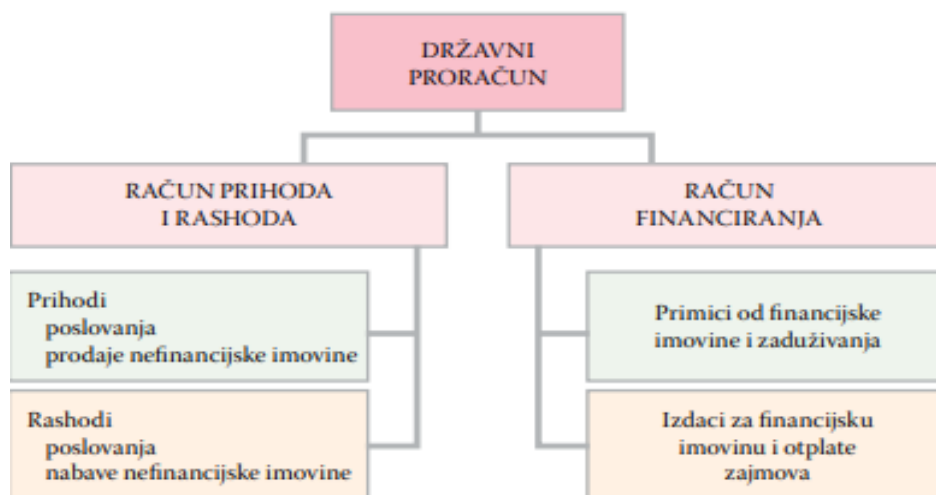 DRŽAVNI
PRORAČUN
RAČUN PRIHODA
I RASHODA
RAČUN
FINANCIRANJA
Prihodi
poslovanja
prodaje nefinancijske imovine
Primici od financijske
imovine i zaduživanja
Rashodi
poslovanja
nabave nefinancijske imovine
Izdaci za financijsku
imovinu i otplate
zajmova